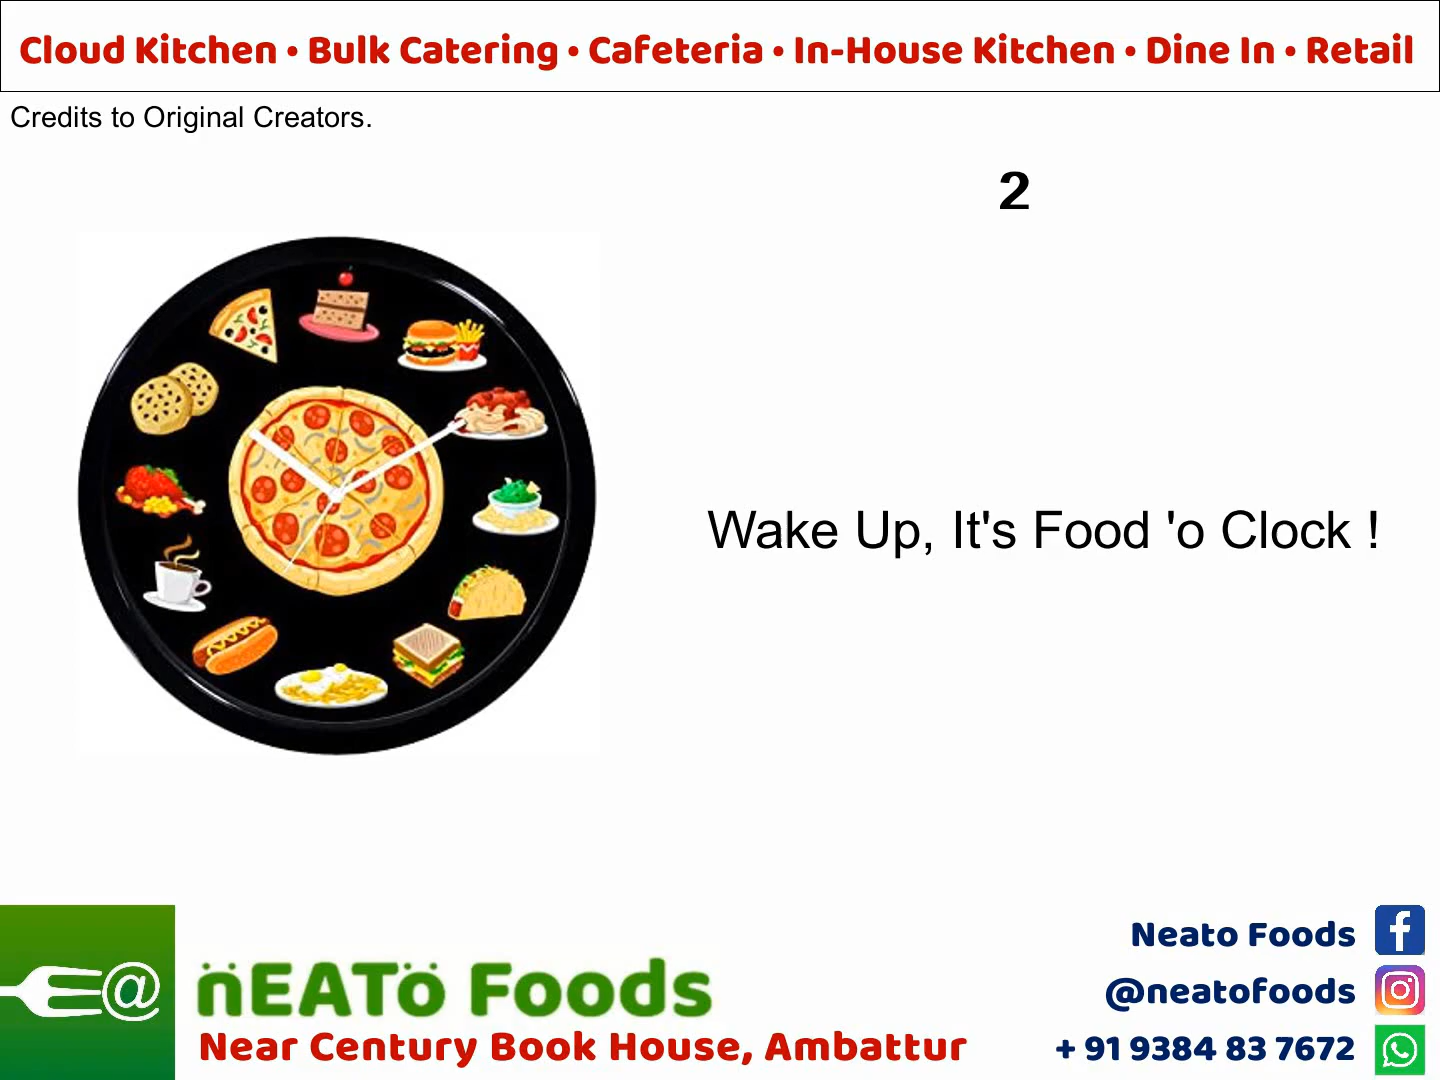 Cloud Kitchen • Bulk Catering • Cafeteria • In-House Kitchen • Dine In • Retail
Credits to Original Creators.
2
Wake Up, It's Food 'o Clock !
@
n̈EATö Foods
Near Century Book House, Ambattur
Neato Foods
@neatofoods
+ 91 9384 83 7672